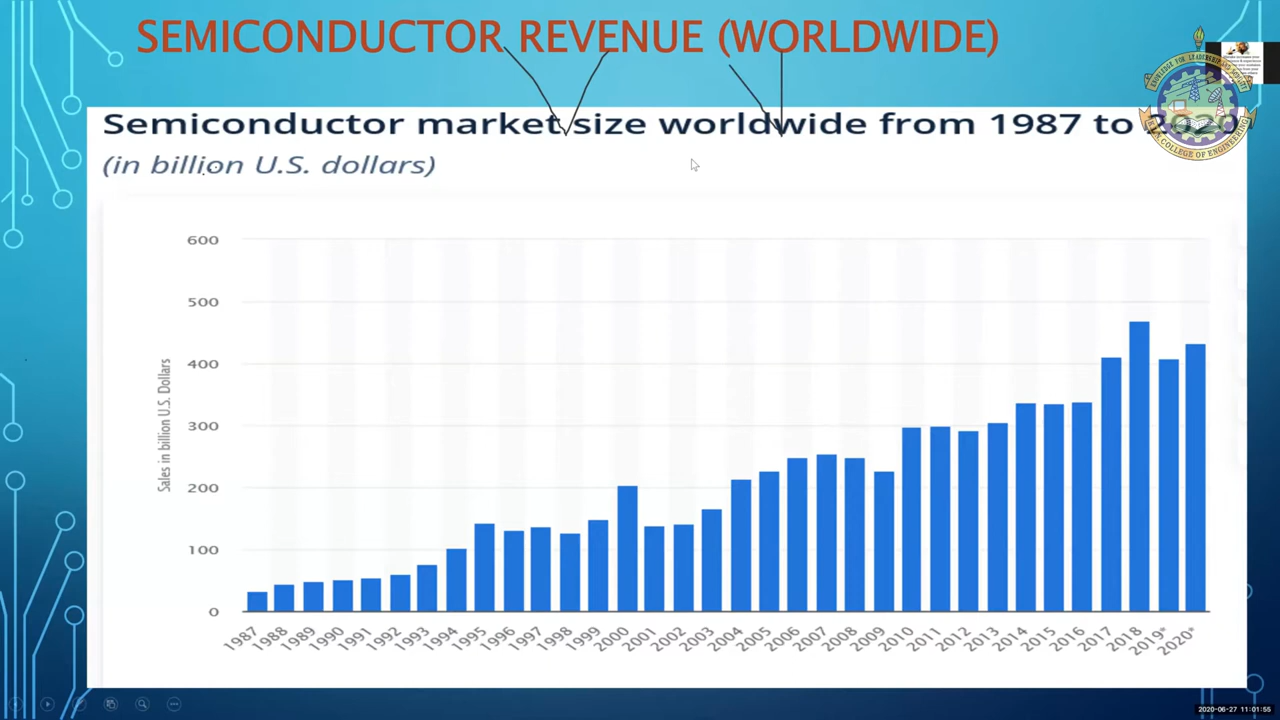 SEMICONDUCTOR REVENUE (WORLDWIDE)
Semiconductor market size worldwide from 1987 to
(in billion U.S. dollars)
600
500
400
300
200
100
0
Sales in billion U.S. Dollars
1987 1988 1989 1990 1991 1992 1993 1994 1995 1996 1997 1998 1999 2000 2001 2002 2003 2004 2005 2006 2007 2008 2009 2010 2011 2012 2013 2014 2015 2016 2017 2018 2019* 2020*
COLLEGE OF ENGINEERING
2020-06-27 11:01:55